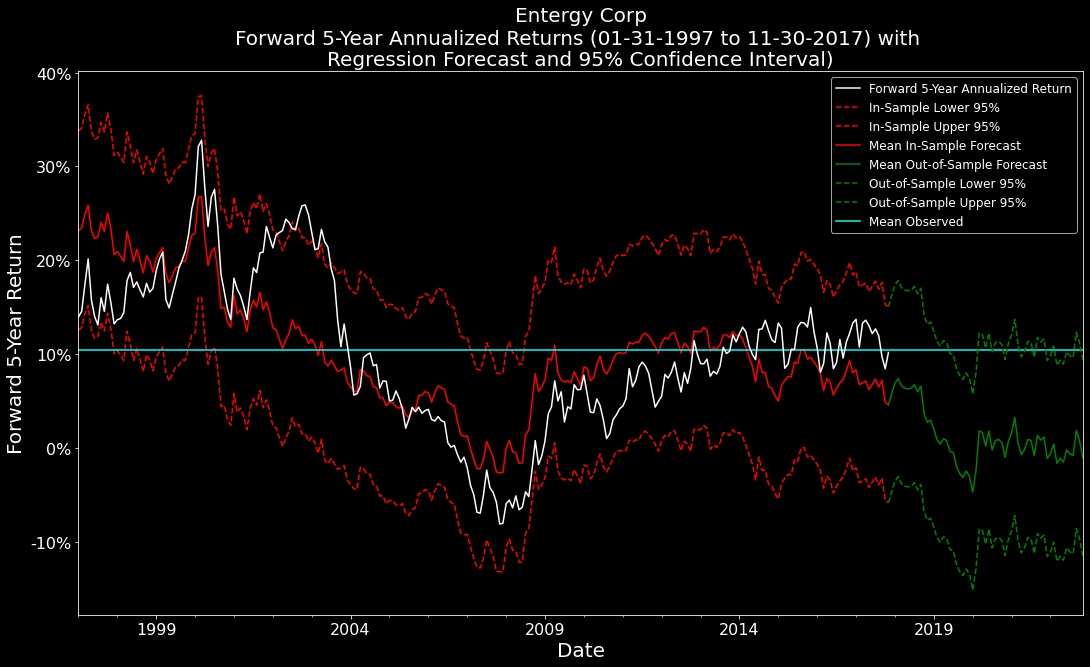 Entergy Corp
Forward 5-Year Annualized Returns (01-31-1997 to 11-30-2017) with
Regression Forecast and 95% Confidence Interval)
Forward 5-Year Annualized Return
In-Sample Lower 95%
In-Sample Upper 95%
Mean In-Sample Forecast
Mean Out-of-Sample Forecast
Out-of-Sample Lower 95%
Out-of-Sample Upper 95%
Mean Observed
Forward 5-Year Return
40%
30%
20%
10%
0%
-10%
1999
2004
2009
2014
2019
Date